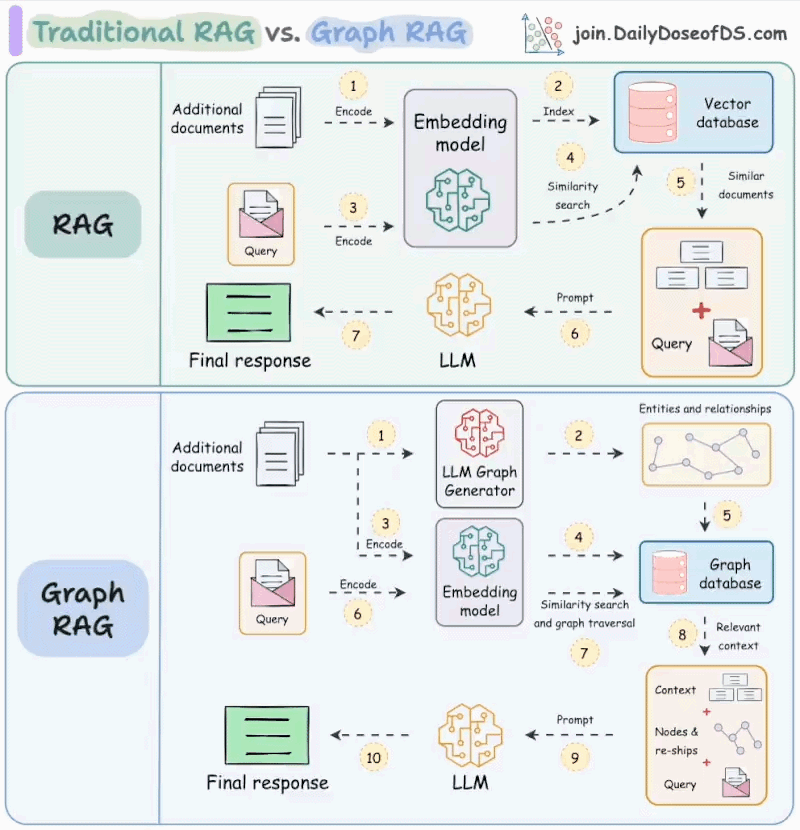 Traditional RAG vs. Graph RAG
join.DailyDoseofDS.com
RAG
Additional
documents
1
Encode
Embedding
model
2
Index
Vector
database
Query
3
Encode
4
Similarity
search
5
Similar
documents
Query
Prompt
6
LLM
7
Final response
Graph
RAG
Additional
documents
1
LLM Graph
Generator
2
Entities and relationships
3
Encode
Embedding
model
4
5
Graph
database
Query
Encode
6
Similarity search
and graph traversal
7
8
Relevant
context
Context
Nodes &
re-ships
Query
Prompt
9
LLM
10
Final response